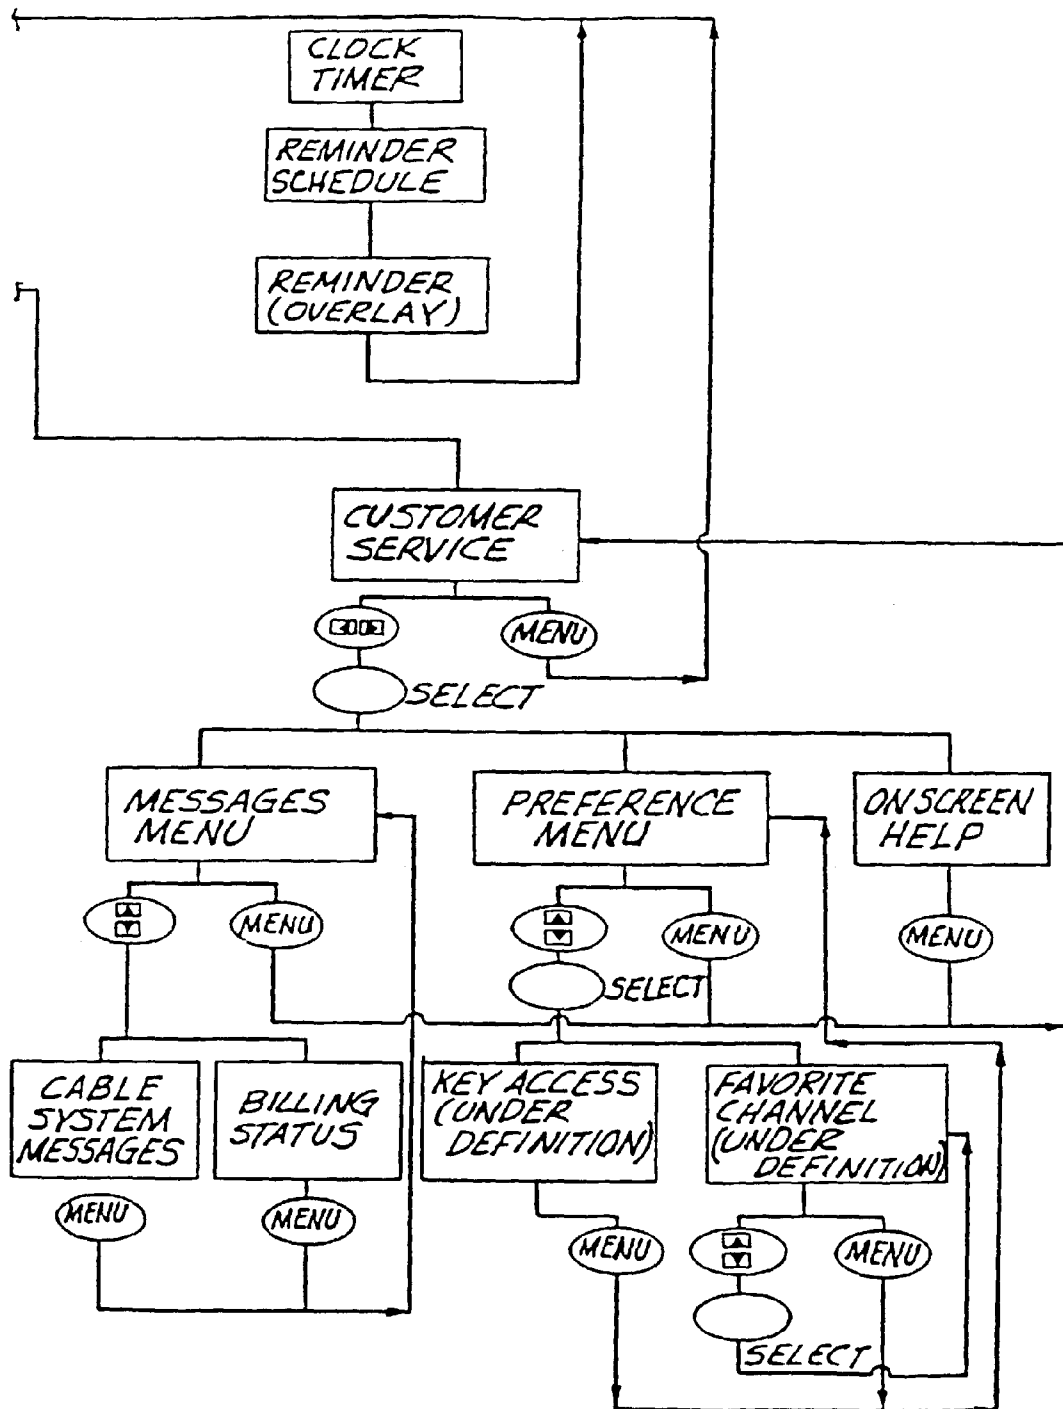 CLOCK
TIMER
REMINDER
SCHEDULE
REMINDER
(OVERLAY)
CUSTOMER
SERVICE
MENU
SELECT
MESSAGES
MENU
PREFERENCE
MENU
ON SCREEN
HELP
MENU
MENU
MENU
SELECT
CABLE
SYSTEM
MESSAGES
BILLING
STATUS
KEY ACCESS
(UNDER
DEFINITION)
FAVORITE
CHANNEL
(UNDER
DEFINITION)
MENU
MENU
MENU
MENU
SELECT